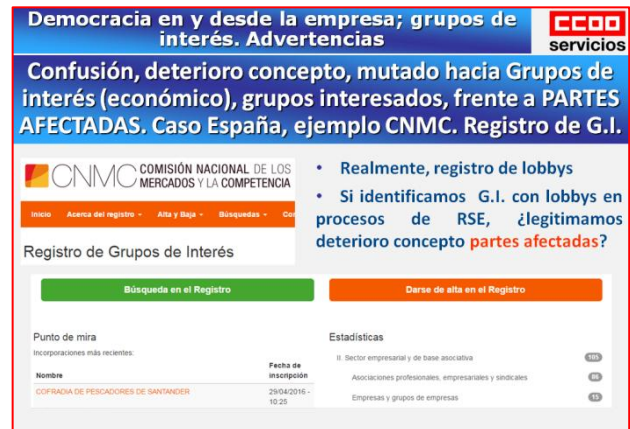 Democracia en y desde la empresa; grupos de
interés. Advertencias
CCOO
servicios
Confusión, deterioro concepto, mutado hacia Grupos de
interés (económico), grupos interesados, frente a PARTES
AFECTADAS. Caso España, ejemplo CNMC. Registro de G.I.
CNMC COMISIÓN NACIONAL DE LOS
MERCADOS Y LA COMPETENCIA
Inicio Acerca del registro Alta y Baja Búsquedas Con
Registro de Grupos de Interés
• Realmente, registro de lobbys
• Si identificamos G.I. con lobbys en
procesos de RSE, ¿legitimamos
deterioro concepto partes afectadas?
Búsqueda en el Registro
Darse de alta en el Registro
Punto de mira
Incorporaciones más recientes:
Nombre
Fecha de
inscripción
COFRADIA DE PESCADORES DE SANTANDER
29/04/2016 -
10:25
Estadísticas
II. Sector empresarial y de base asociativa 105
Asociaciones profesionales, empresariales y sindicales 86
Empresas y grupos de empresas 15